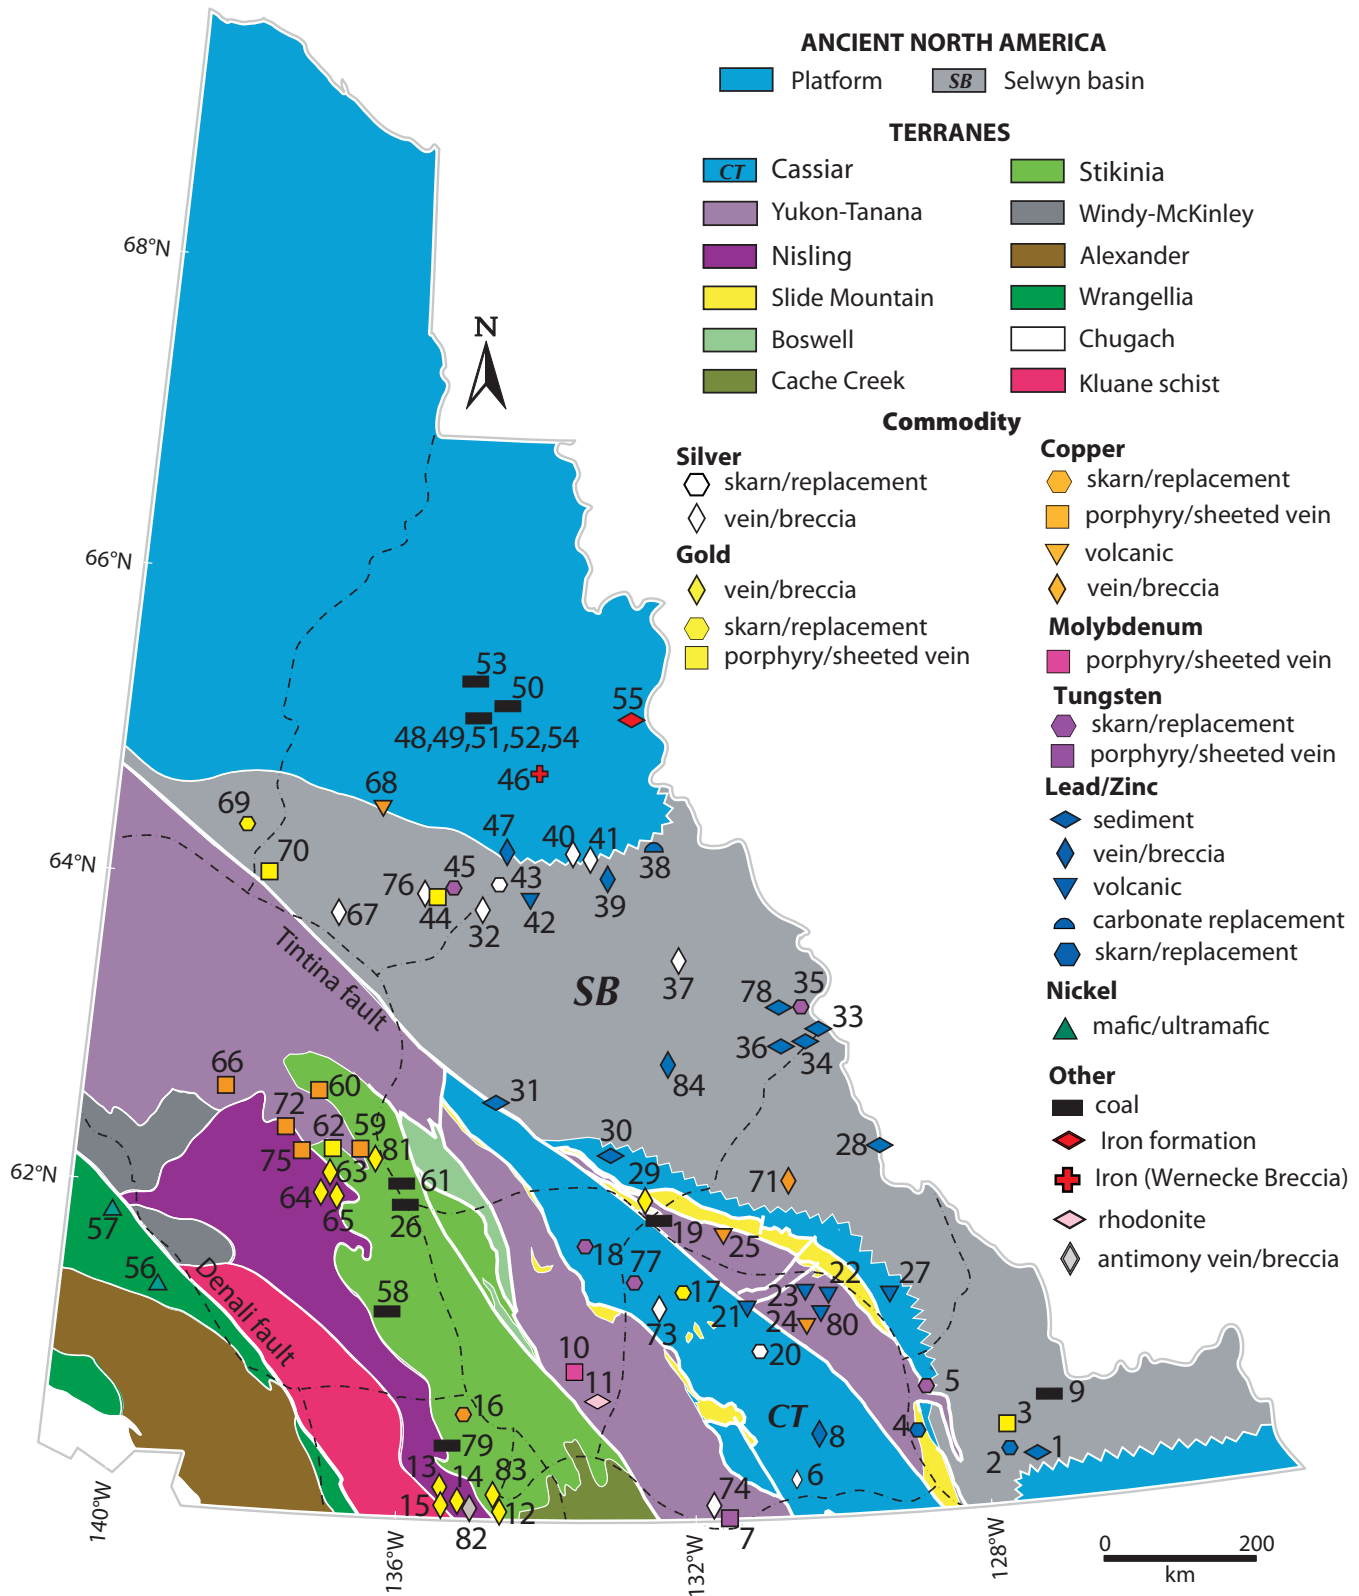 ANCIENT NORTH AMERICA
Platform
SB Selwyn basin
TERRANES
CT Cassiar
Yukon-Tanana
Nisling
Slide Mountain
Boswell
Cache Creek
Stikinia
Windy-McKinley
Alexander
Wrangellia
Chugach
Kluane schist
Commodity
Silver
skarn/replacement
vein/breccia
Gold
vein/breccia
skarn/replacement
porphyry/sheeted vein
Copper
skarn/replacement
porphyry/sheeted vein
volcanic
vein/breccia
Molybdenum
porphyry/sheeted vein
Tungsten
skarn/replacement
porphyry/sheeted vein
Lead/Zinc
sediment
vein/breccia
volcanic
carbonate replacement
skarn/replacement
Nickel
mafic/ultramafic
Other
coal
Iron formation
Iron (Wernecke Breccia)
rhodonite
antimony vein/breccia
N
68°N
66°N
64°N
62°N
53
50
48,49,51,52,54
55
46
68
69
70
47
40
41
38
39
45
76
44
43
42
32
67
Tintina fault
SB
37
78
35
33
36
34
84
31
30
28
29
71
19
25
66
60
72
62
59
81
75
63
64
65
61
26
57
56
Denali fault
58
18
77
17
73
21
23
22
27
24
80
20
10
11
CT
8
6
5
4
9
3
2
1
16
79
13
14
83
15
82
12
74
7
140°W
136°W
132°W
128°W
0
200
km